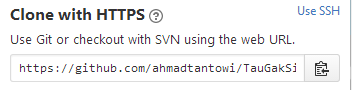 Clone with HTTPS
Use SSH
Use Git or checkout with SVN using the web URL.
https://github.com/ahmadtantowi/TauGakSi